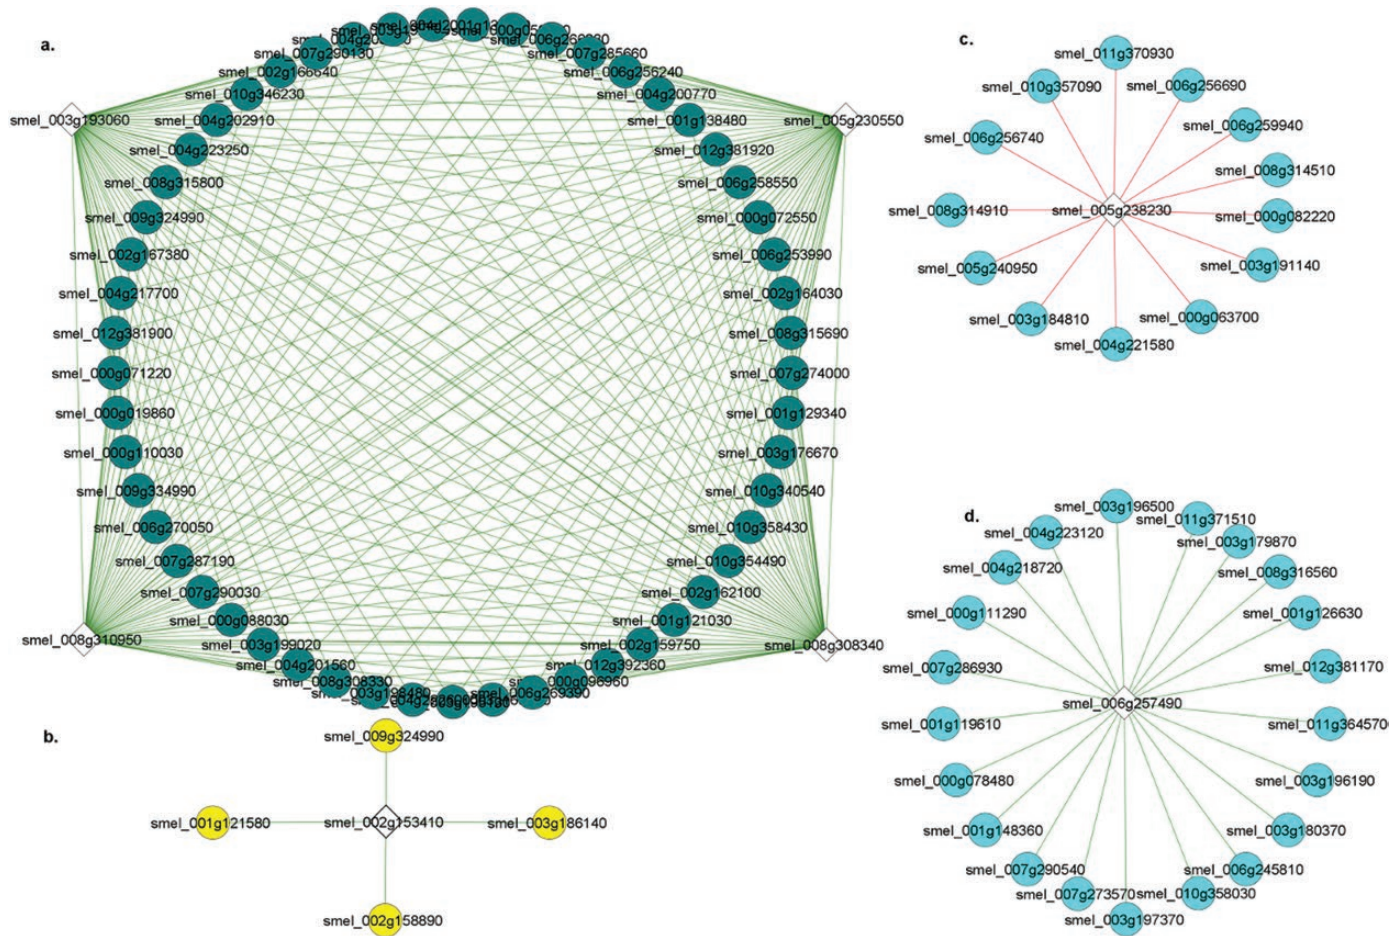 a.
smel_007g290130
smel_007g285660
smel_002g166640
smel_006g256240
smel_010g346230
smel_004g200770
smel_003g193060
smel_004g202910
smel_001g138480
smel_005g230550
smel_004g223250
smel_012g381920
smel_008g315800
smel_006g258550
smel_009g324990
smel_000g072550
smel_002g167380
smel_006g253990
smel_004g217700
smel_002g164030
smel_012g381900
smel_008g315690
smel_000g071220
smel_007g274000
smel_000g019860
smel_001g129340
smel_000g110030
smel_003g176670
smel_009g334990
smel_010g340540
smel_006g270050
smel_010g358430
smel_007g287190
smel_010g354490
smel_007g290030
smel_002g162100
smel_000g088030
smel_001g121030
smel_008g310950
smel_003g199020
smel_002g159750
smel_008g308340
smel_004g201560
smel_012g392360
smel_008g308330
smel_000g096960
smel_003g198480
smel_006g269390
b.
smel_009g324990
smel_001g121580
smel_002g153410
smel_003g186140
smel_002g158890
c.
smel_011g370930
smel_010g357090
smel_006g256690
smel_006g259940
smel_006g256740
smel_008g314510
smel_008g314910
smel_005g238230
smel_000g082220
smel_005g240950
smel_003g191140
smel_003g184810
smel_000g063700
smel_004g221580
d.
smel_003g196500
smel_011g371510
smel_004g223120
smel_003g179870
smel_004g218720
smel_008g316560
smel_000g111290
smel_001g126630
smel_007g286930
smel_012g381170
smel_006g257490
smel_001g119610
smel_011g364570
smel_000g078480
smel_003g196190
smel_001g148360
smel_003g180370
smel_007g290540
smel_006g245810
smel_007g273570
smel_010g358030
smel_003g197370